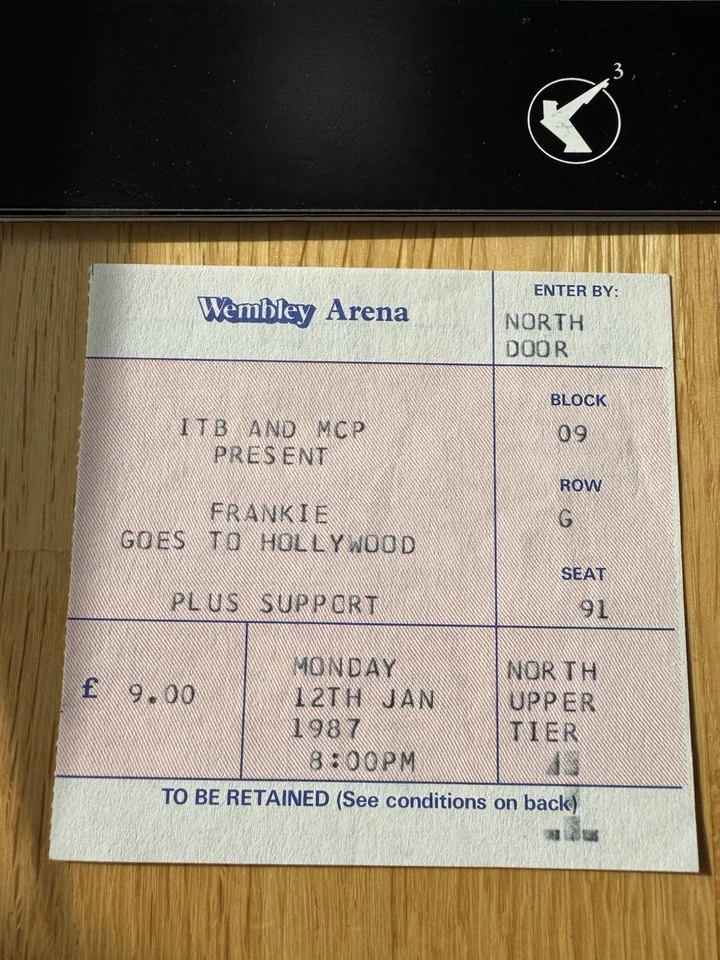 3
Wembley Arena
ENTER BY:
NORTH
DOOR
ITB AND MCP
PRESENT
FRANKIE
GOES TO HOLLYWOOD
PLUS SUPPORT
BLOCK
09
ROW
G
SEAT
91
£ 9.00
MONDAY
12TH JAN
1987
8:00PM
NORTH
UPPER
TIER
TO BE RETAINED (See conditions on back)